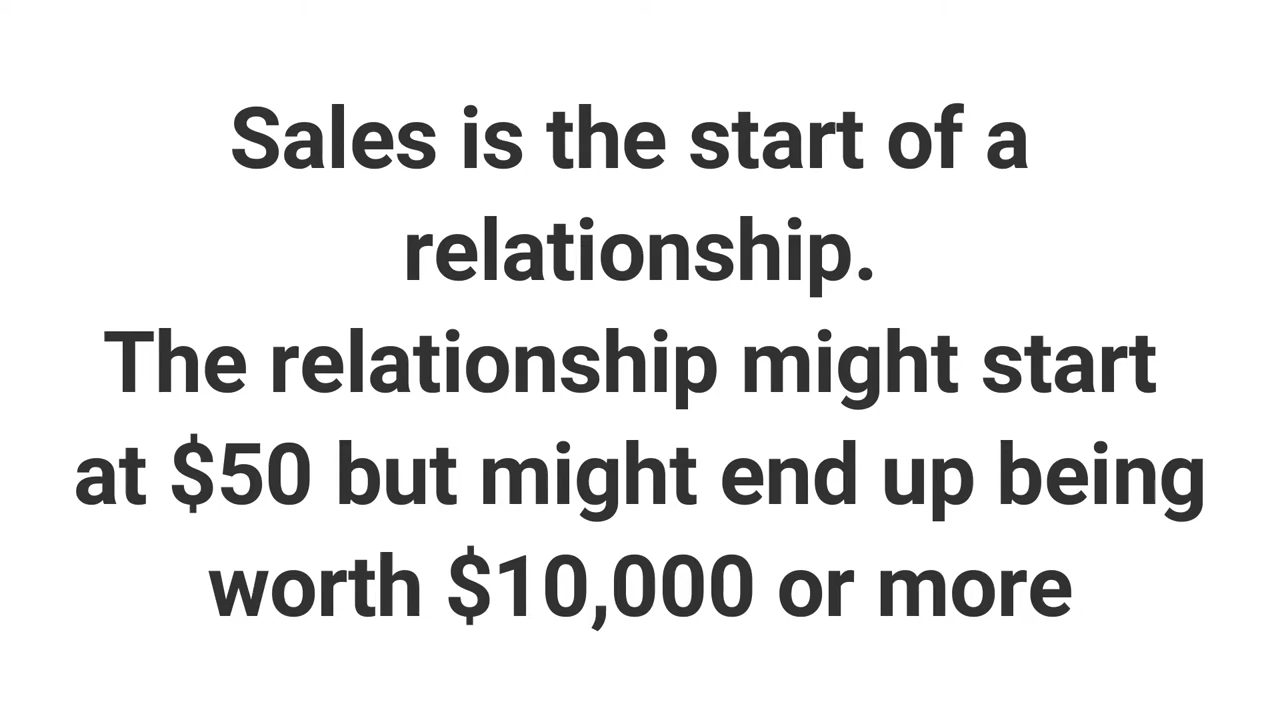 Sales is the start of a
relationship.
The relationship might start
at $50 but might end up being
worth $10,000 or more